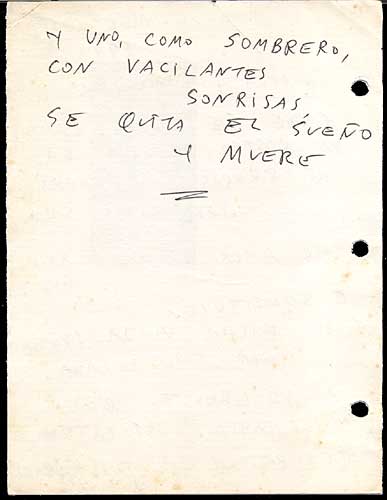 Y UNO, COMO SOMBRERO,
CON VACILANTES
SONRISAS
SE QUITA EL SUEÑO
Y MUERE